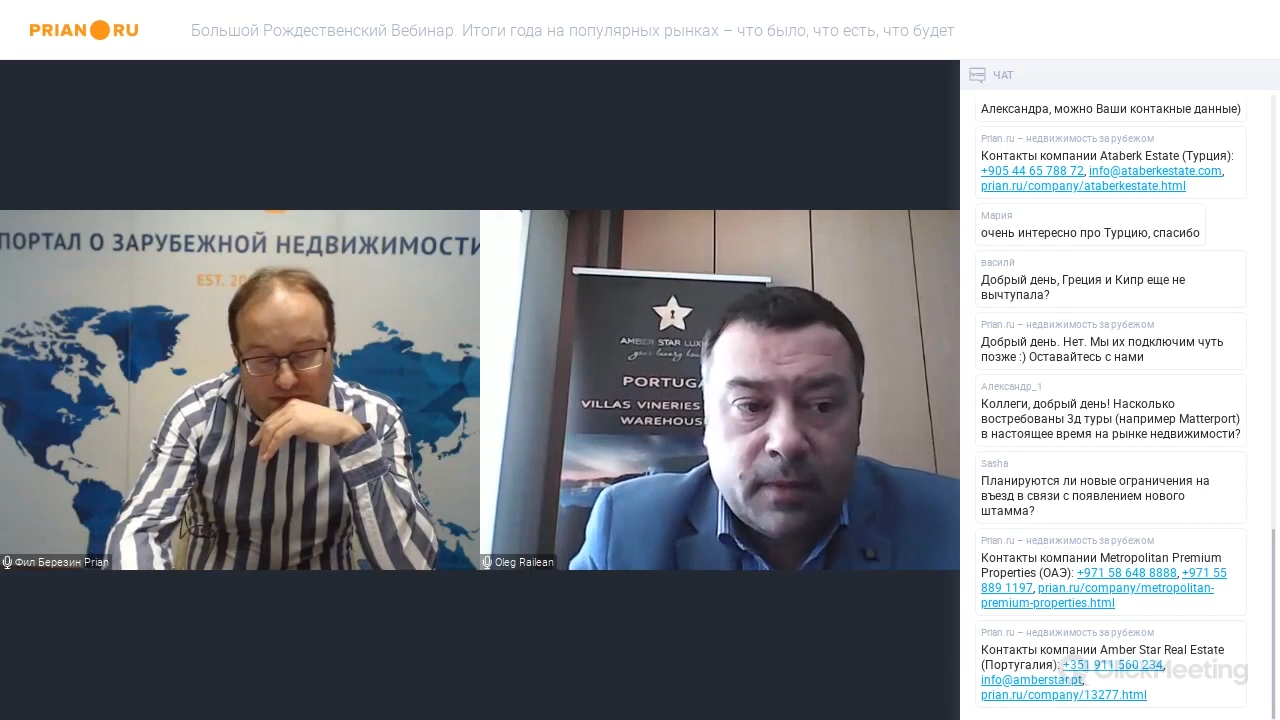 PRIAN RU
Большой Рождественский Вебинар. Итоги года на популярных рынках – что было, что есть, что будет
ЧАТ
Александра, можно Ваши контакные данные)
Prian.ru – недвижимость за рубежом
Контакты компании Ataberk Estate (Турция):
+905 44 65 788 72, info@ataberkestate.com,
prian.ru/company/ataberkestate.html
Мария
очень интересно про Турцию, спасибо
василй
Добрый день, Греция и Кипр еще не
вычтупала?
Prian.ru – недвижимость за рубежом
Добрый день. Нет. Мы их подключим чуть
позже :) Оставайтесь с нами
Александр_1
Коллеги, добрый день! Насколько
востребованы 3д туры (например Matterport)
в настоящее время на рынке недвижимости?
Sasha
Планируются ли новые ограничения на
въезд в связи с появлением нового
штамма?
Prian.ru – недвижимость за рубежом
Контакты компании Metropolitan Premium
Properties (ОАЭ): +971 58 648 8888, +971 55
889 1197, prian.ru/company/metropolitan-
premium-properties.html
Prian.ru – недвижимость за рубежом
Контакты компании Amber Star Real Estate
(Португалия): +351 911 560 234,
info@amberstar.pt,
prian.ru/company/13277.html
ClickMeeting
ПОРТАЛ О ЗАРУБЕЖНОЙ НЕДВИЖИМОСТИ
EST.
Фил Березин Prian
AMBER STAR LUX
your luxury
PORTUGA
VILLAS VINERIES
WAREHOUS
Oleg Railean